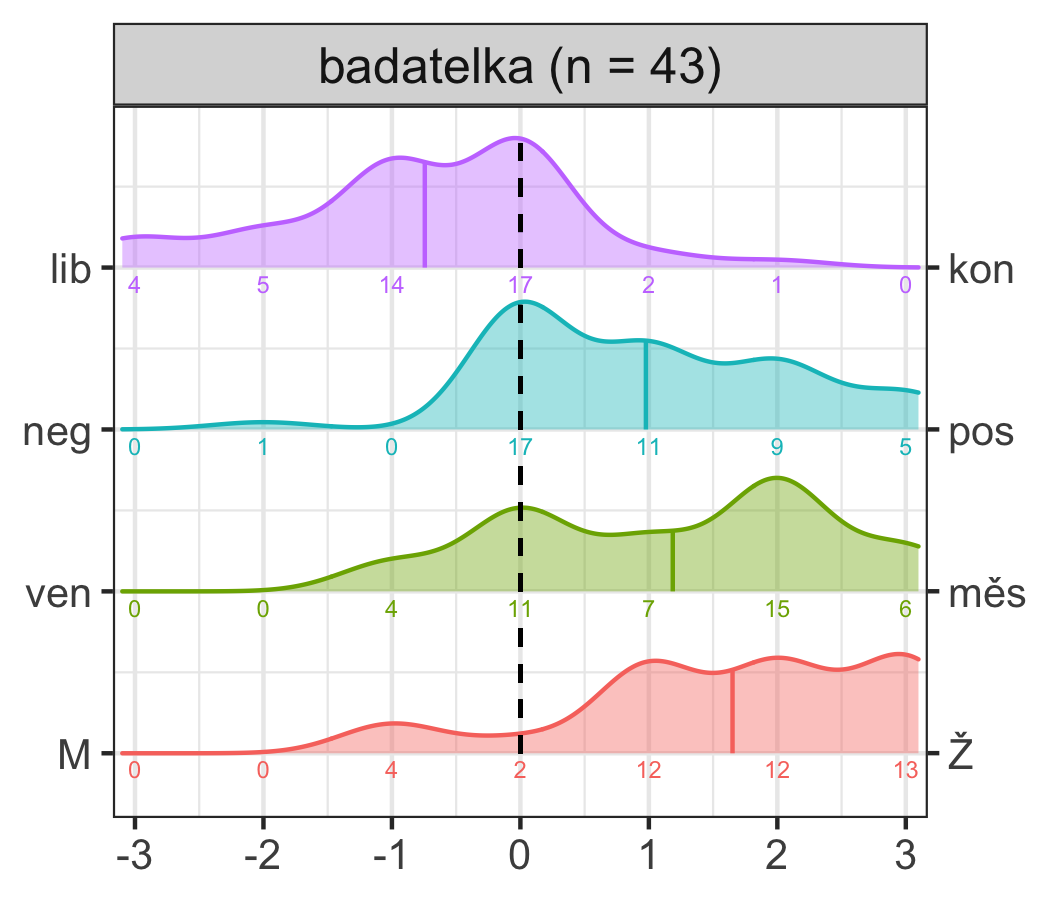 badatelka (n = 43)
lib kon
4 5 14 17 2 1 0
neg pos
0 1 0 17 11 9 5
ven měs
0 0 4 11 7 15 6
M Ž
0 0 4 2 12 12 13
-3 -2 -1 0 1 2 3